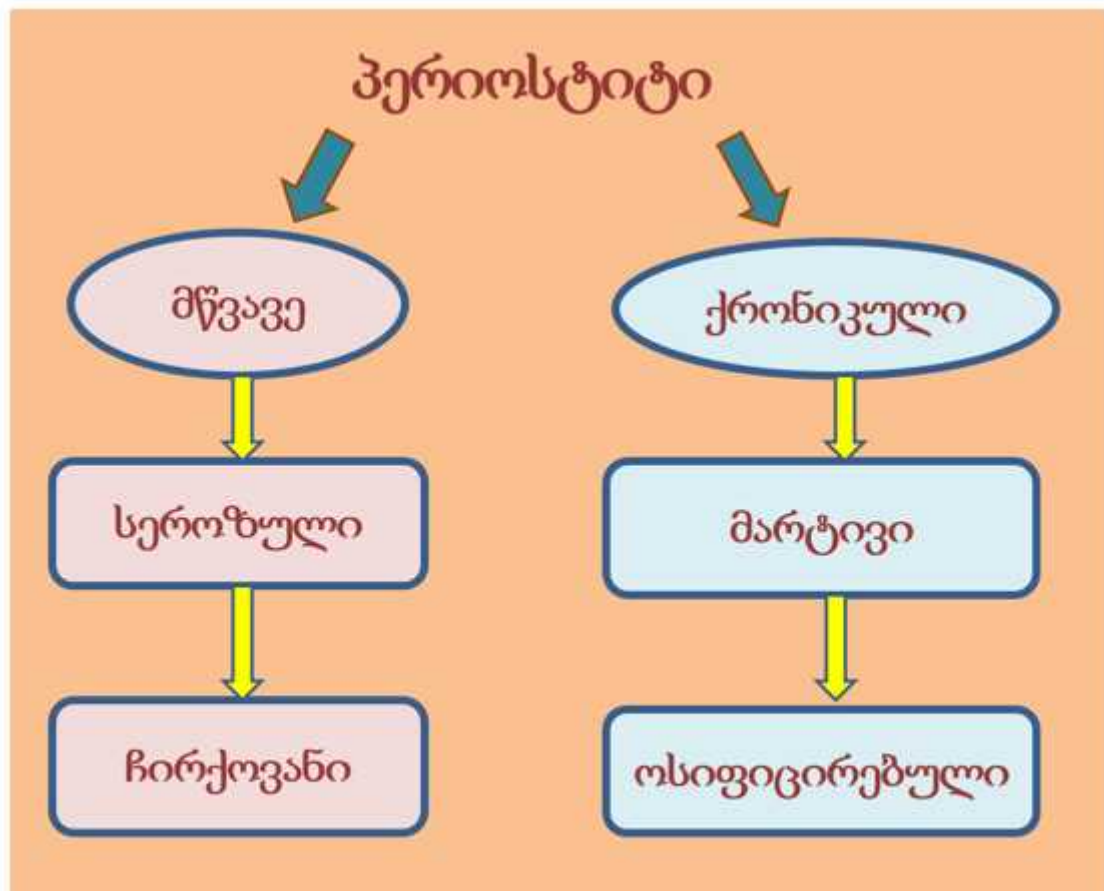 პერიოსტიტი
მწვავე
ქრონიკული
სეროზული
მარტივი
ჩირქოვანი
ოსიფიცირებული